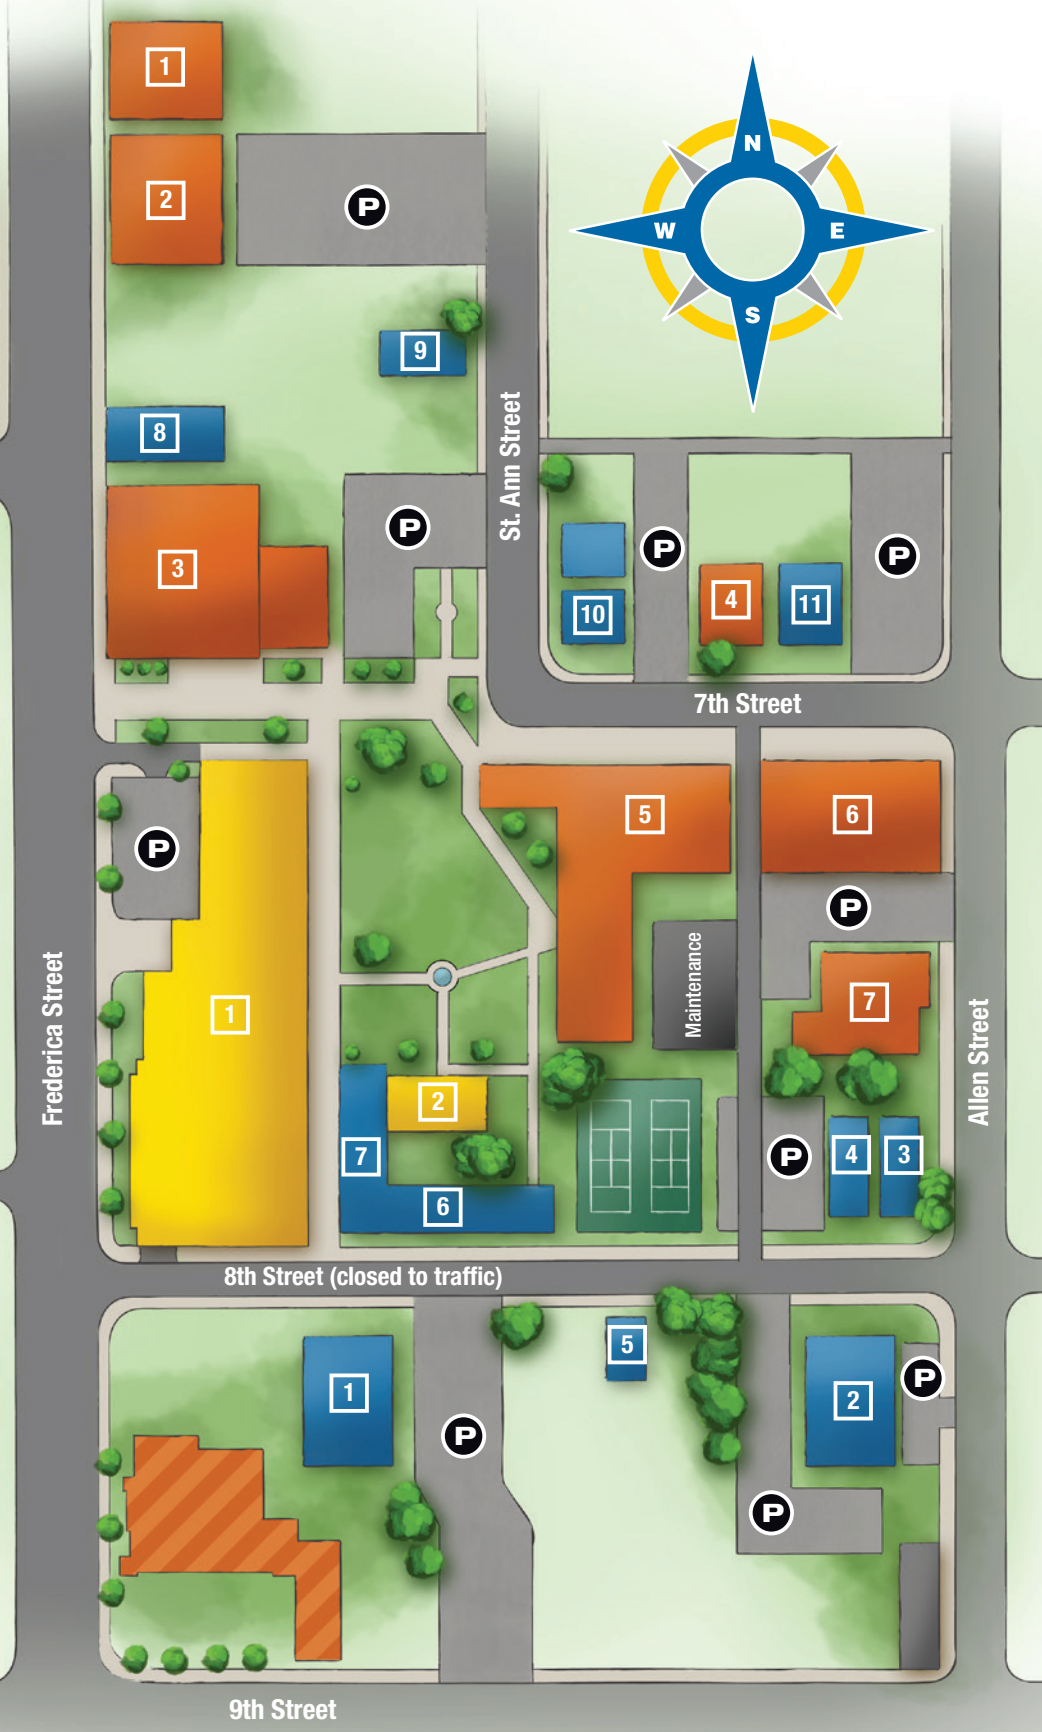 1
N
2
P
W
E
S
9
8
St. Ann Street
P
3
P
P
4
11
10
7th Street
5
6
P
P
Maintenance
7
1
Frederica Street
Allen Street
2
7
P
4
3
6
8th Street (closed to traffic)
5
P
1
2
P
P
9th Street